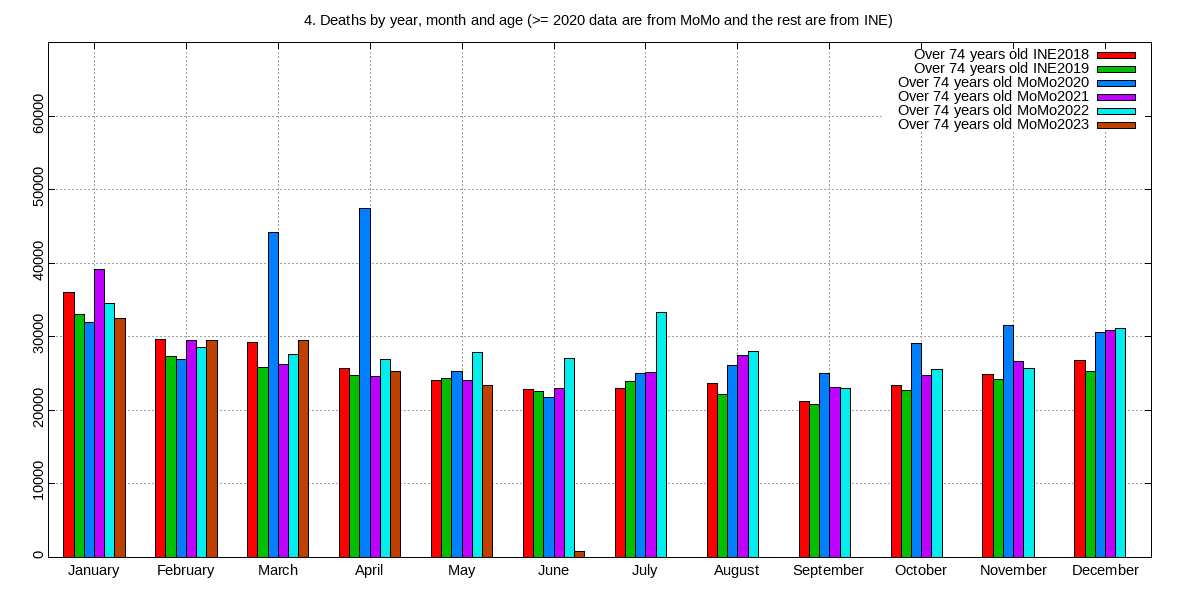 4. Deaths by year, month and age (>= 2020 data are from MoMo and the rest are from INE)
Over 74 years old INE2018
Over 74 years old INE2019
Over 74 years old MoMo2020
Over 74 years old MoMo2021
Over 74 years old MoMo2022
Over 74 years old MoMo2023
60000
50000
40000
30000
20000
10000
0
January February March April May June July August September October November December